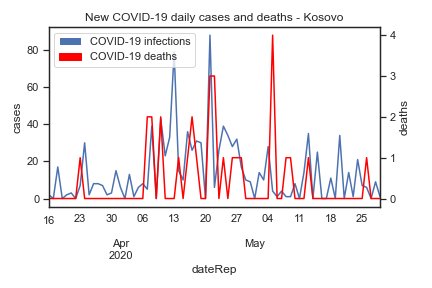 New COVID-19 daily cases and deaths - Kosovo
COVID-19 infections
COVID-19 deaths
cases
80
60
40
20
0
deaths
4
3
2
1
0
16 23 30 06 13 20 27 04 11 18 25
Apr May
2020
dateRep